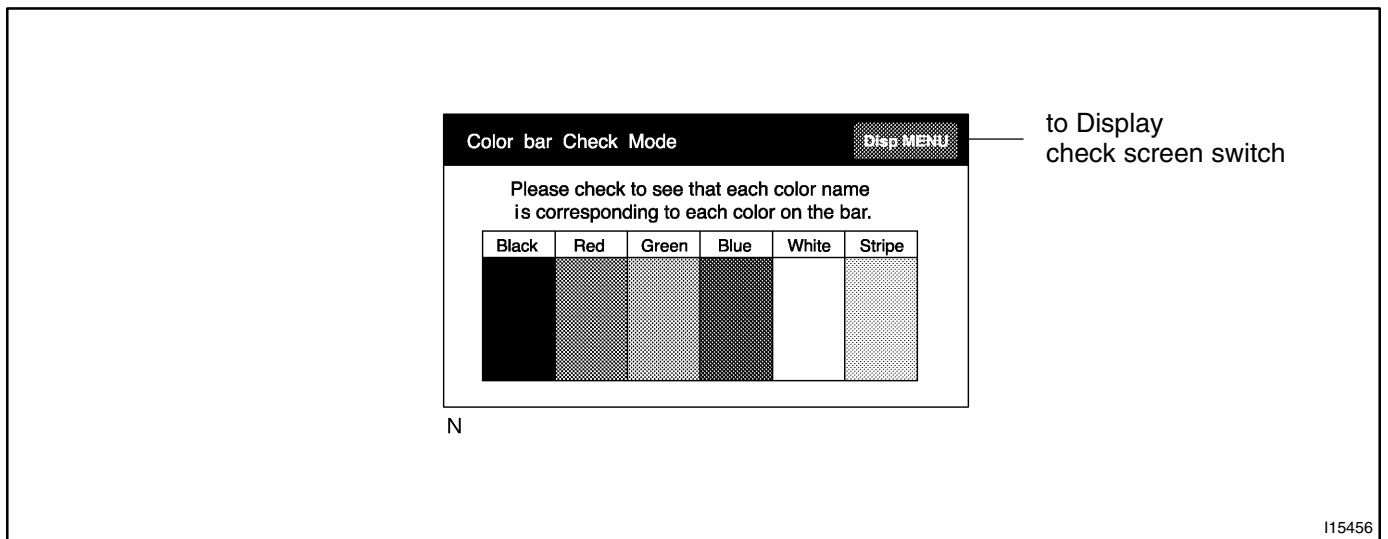 Color bar Check Mode
Disp MENU
to Display
check screen switch
Please check to see that each color name
is corresponding to each color on the bar.
Black Red Green Blue White Stripe
N
I15456